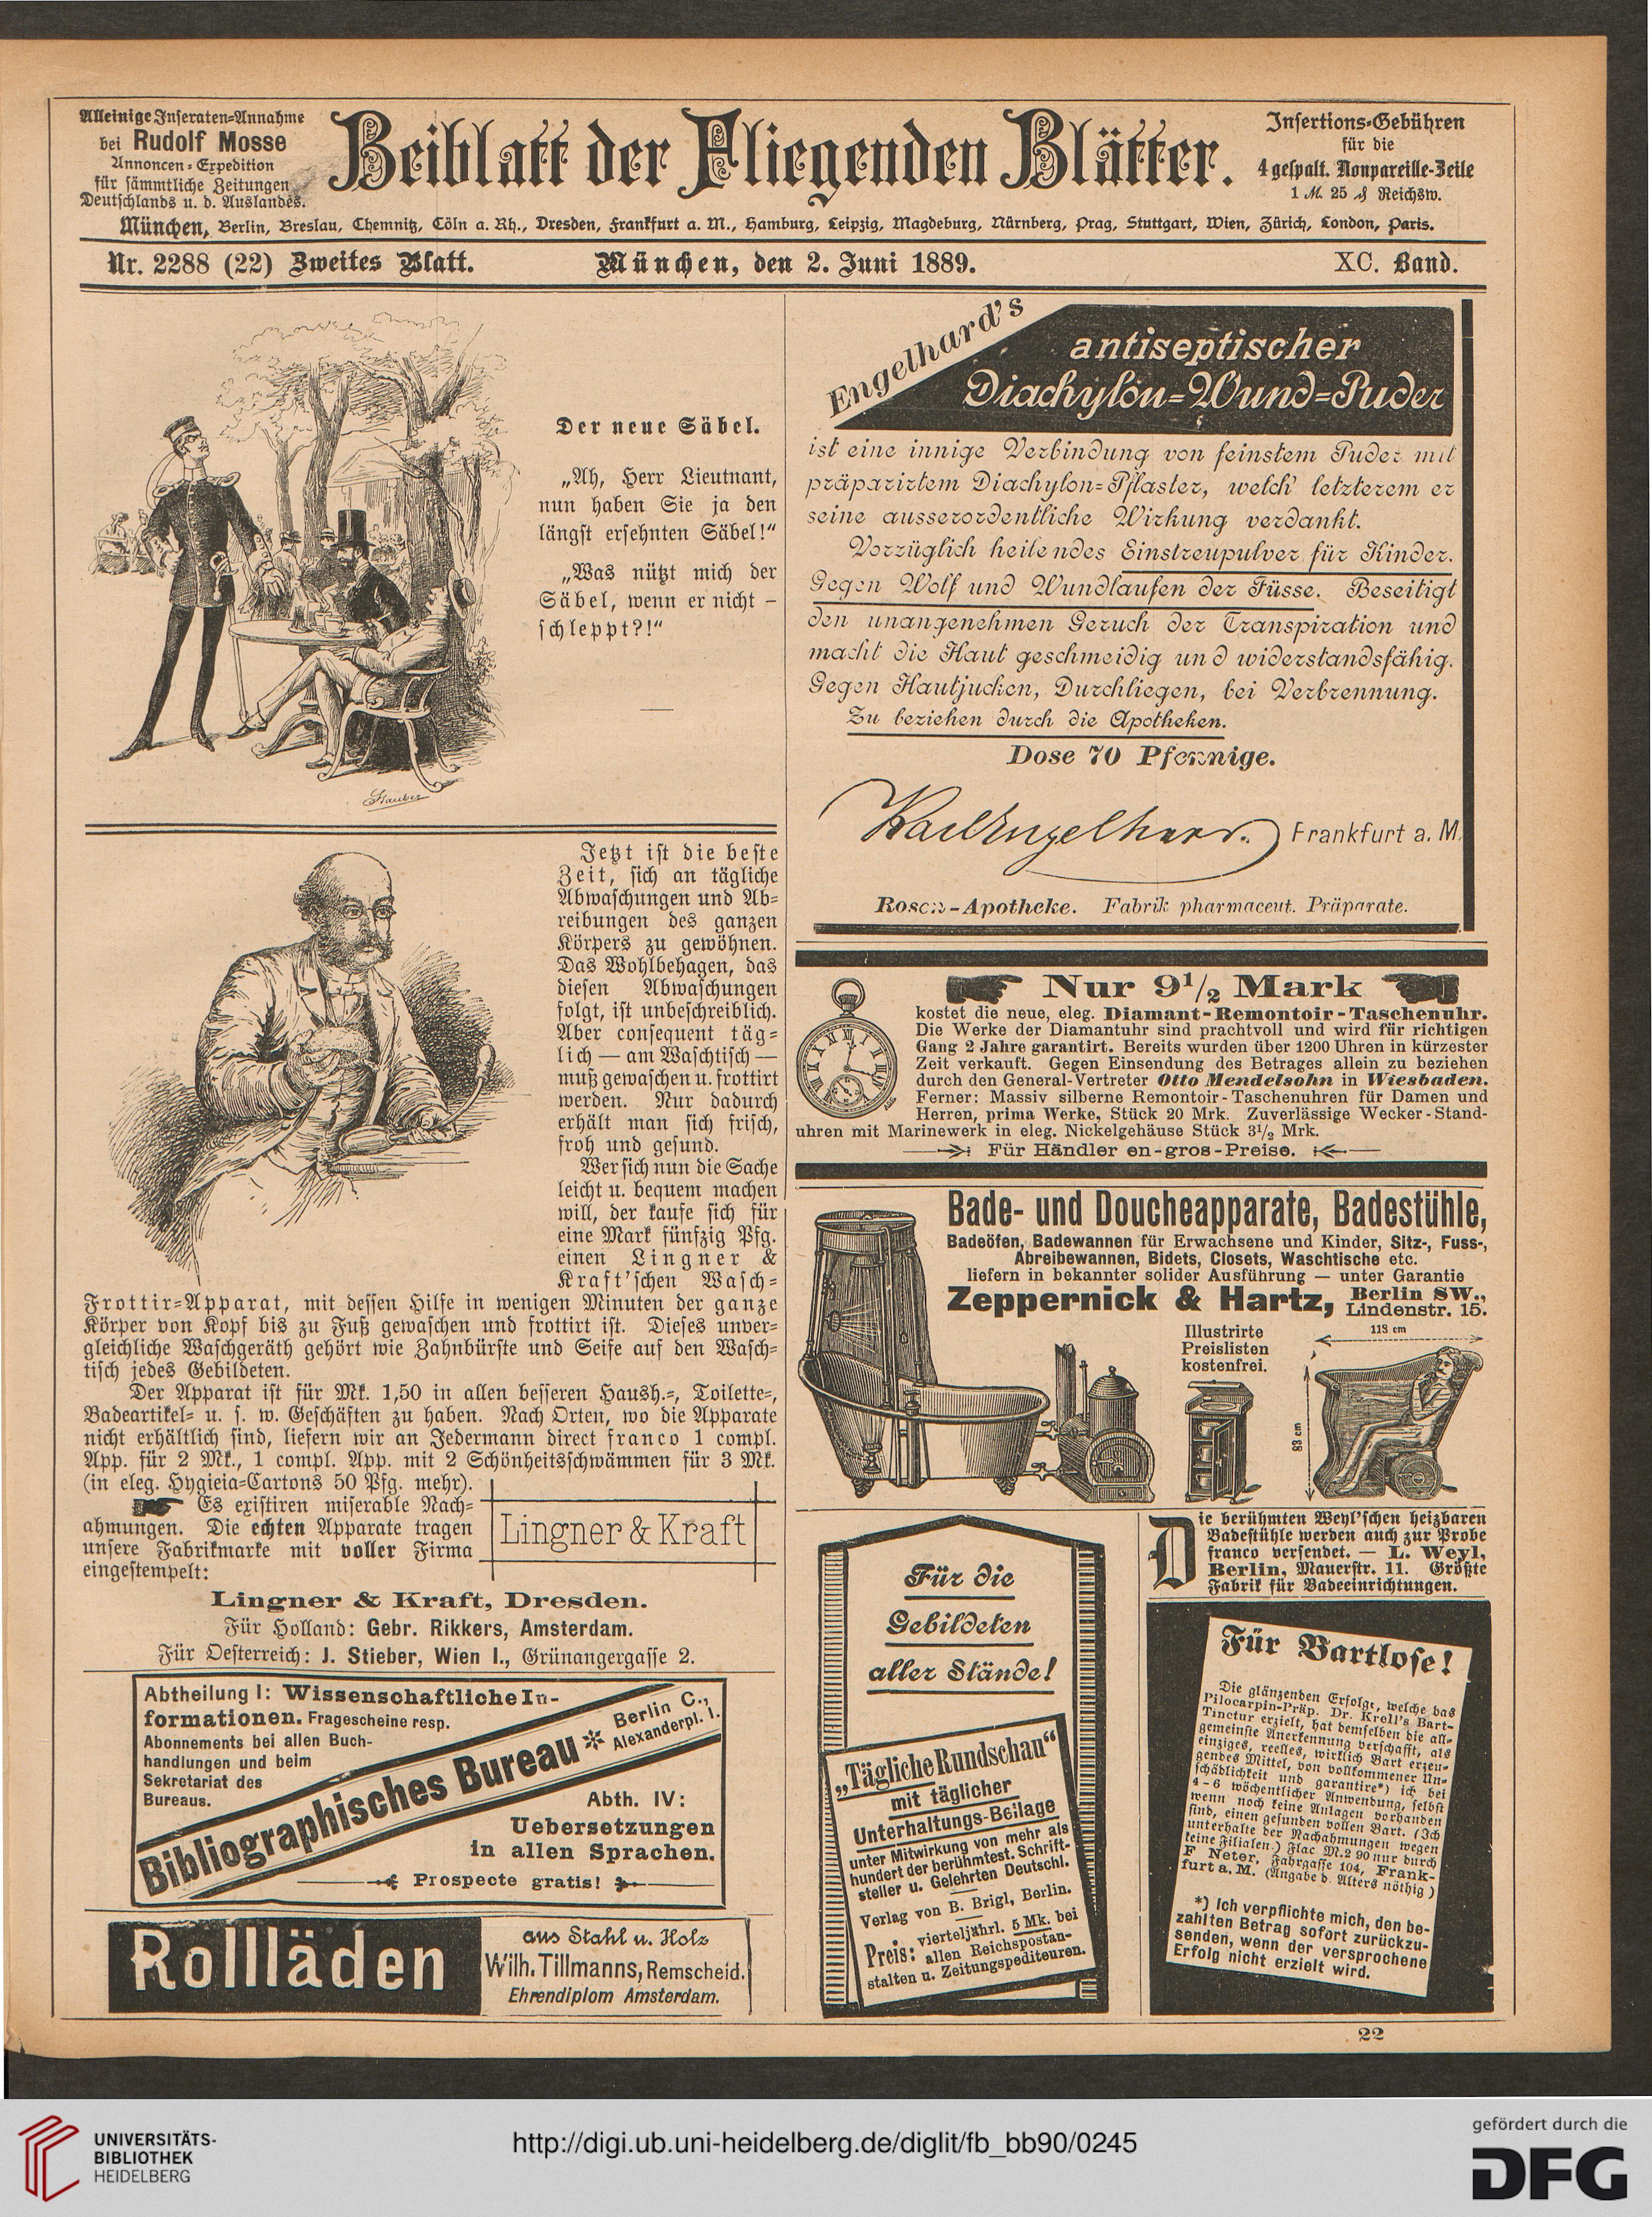 Alleinige Inseraten-Annahme
bei Rudolf Mosse
Annoncen-Expedition
für sämmtliche Zeitungen
Deutschlands u. d. Auslandes.
Beiblatt der Fliegenden Blätter.
Insertions-Gebühren
für die
4 gespalt. Nonpareille-Zeile
1 M. 25 ₰ Reichsw.
München, Berlin, Breslau, Chemnitz, Cöln a. Rh., Dresden, Frankfurt a. M., Hamburg, Leipzig, Magdeburg, Nürnberg, Prag, Stuttgart, Wien, Zürich, London, Paris.
Nr. 2288 (22) Zweites Blatt. München, den 2. Juni 1889. XC. Band.
Der neue Säbel.
„Ah, Herr Lieutnant,
nun haben Sie ja den
längst ersehnten Säbel!“
„Was nützt mich der
Säbel, wenn er nicht –
schleppt?!“
Stauber
Jetzt ist die beste
Zeit, sich an tägliche
Abwaschungen und Ab-
reibungen des ganzen
Körpers zu gewöhnen.
Das Wohlbehagen, das
diesen Abwaschungen
folgt, ist unbeschreiblich.
Aber consequent täg-
lich — am Waschtisch —
muß gewaschen u. frottirt
werden. Nur dadurch
erhält man sich frisch,
froh und gesund.
Wer sich nun die Sache
leicht u. bequem machen
will, der kaufe sich für
eine Mark fünfzig Pfg.
einen Lingner &
Kraft'schen Wasch-
Frottir-Apparat, mit dessen Hilfe in wenigen Minuten der ganze
Körper von Kopf bis zu Fuß gewaschen und frottirt ist. Dieses unver-
gleichliche Waschgeräth gehört wie Zahnbürste und Seife auf den Wasch-
tisch jedes Gebildeten.
Der Apparat ist für Mk. 1,50 in allen besseren Haush.-, Toilette-,
Badeartikel- u. s. w. Geschäften zu haben. Nach Orten, wo die Apparate
nicht erhältlich sind, liefern wir an Jedermann direct franco 1 compl.
App. für 2 Mk., 1 compl. App. mit 2 Schönheitsschwämmen für 3 Mk.
(in eleg. Hygieia-Cartons 50 Pfg. mehr).
Es existiren miserable Nach-
ahmungen. Die echten Apparate tragen
unsere Fabrikmarke mit voller Firma
eingestempelt:
Lingner & Kraft
Lingner & Kraft, Dresden.
Für Holland: Gebr. Rikkers, Amsterdam.
Für Oesterreich: J. Stieber, Wien I., Grünangergasse 2.
Abtheilung I: Wissenschaftliche In-
formationen. Fragescheine resp.
Abonnements bei allen Buch-
handlungen und beim
Sekretariat des
Bureaus.
Bibliographisches Bureau * Berlin C.,
Alexanderpl. 1.
Abth. IV:
Uebersetzungen
in allen Sprachen.
Prospecte gratis!
Rollläden
aus Stahl u. Holz
Wilh. Tillmanns, Remscheid.
Ehrendiplom Amsterdam.
Engelhard's
antiseptischer
Diachylon-Wund-Puder
ist eine innige Verbindung von feinstem Puder mit
präparirtem Diachylon-Pflaster, welch' letzterem er
seine ausserordentliche Wirkung verdankt.
Vorzüglich heilendes Einstreupulver für Kinder.
Gegen Wolf und Wundlaufen der Füsse. Beseitigt
den unangenehmen Geruch der Transpiration und
macht die Haut geschmeidig und widerstandsfähig.
Gegen Hautjucken, Durchliegen, bei Verbrennung.
Zu beziehen durch die Apotheken.
Dose 70 Pfennige.
Karl Engelhard. Frankfurt a. M.
Rosen-Apotheke. Fabrik pharmaceut. Präparate.
Nur 9 1/2 Mark
kostet die neue, eleg. Diamant-Remontoir-Taschenuhr.
Die Werke der Diamantuhr sind prachtvoll und wird für richtigen
Gang 2 Jahre garantirt. Bereits wurden über 1200 Uhren in kürzester
Zeit verkauft. Gegen Einsendung des Betrages allein zu beziehen
durch den General-Vertreter Otto Mendelsohn in Wiesbaden.
Ferner: Massiv silberne Remontoir-Taschenuhren für Damen und
Herren, prima Werke, Stück 20 Mrk. Zuverlässige Wecker-Stand-
uhren mit Marinewerk in eleg. Nickelgehäuse Stück 3 1/2 Mrk.
Für Händler en-gros-Preise.
Bade- und Doucheapparate, Badestühle,
Badeöfen, Badewannen für Erwachsene und Kinder, Sitz-, Fuss-,
Abreibewannen, Bidets, Closets, Waschtische etc.
liefern in bekannter solider Ausführung — unter Garantie
Zeppernick & Hartz, Berlin SW.,
Lindenstr. 15.
Illustrirte
Preislisten
kostenfrei.
113 cm
83 cm
Die berühmten Weyl'schen heizbaren
Badestühle werden auch zur Probe
franco versendet. — L. Weyl,
Berlin, Mauerstr. 11. Größte
Fabrik für Badeeinrichtungen.
Für die
Gebildeten
aller Stände!
„Tägliche Rundschau“
mit täglicher
Unterhaltungs-Beilage
unter Mitwirkung von mehr als
hundert der berühmtest. Schrift-
steller u. Gelehrten Deutschl.
Verlag von B. Brigl, Berlin.
Preis: vierteljährl. 5 Mk. bei
allen Reichspostan-
stalten u. Zeitungspediteuren.
Für Bartlose!
Die glänzenden Erfolge, welche das
Pilocarpin-Präp. Dr. Krell's Bart-
Tinctur erzielt, hat demselben die all-
gemeinste Anerkennung verschafft, als
einziges, reelles, wirklich Bart erzeu-
gendes Mittel, von vollkommener Un-
schädlichkeit und garantire*) ich bei
4–6 wöchentlicher Anwendung, selbst
wenn noch keine Anlagen vorhanden
sind, einen gesunden vollen Bart. (Ich
unterhalte der Nachahmungen wegen
keine Filialen.) Flac M. 2 90 nur durch
F Neter, Fahrgasse 104, Frank-
furt a. M. (Angabe d. Alters nöthig)
*) Ich verpflichte mich, den be-
zahlten Betrag sofort zurückzu-
senden, wenn der versprochene
Erfolg nicht erzielt wird.
22
UNIVERSITÄTS-
BIBLIOTHEK
HEIDELBERG
http://digi.ub.uni-heidelberg.de/diglit/fb_bb90/0245
gefördert durch die
DFG